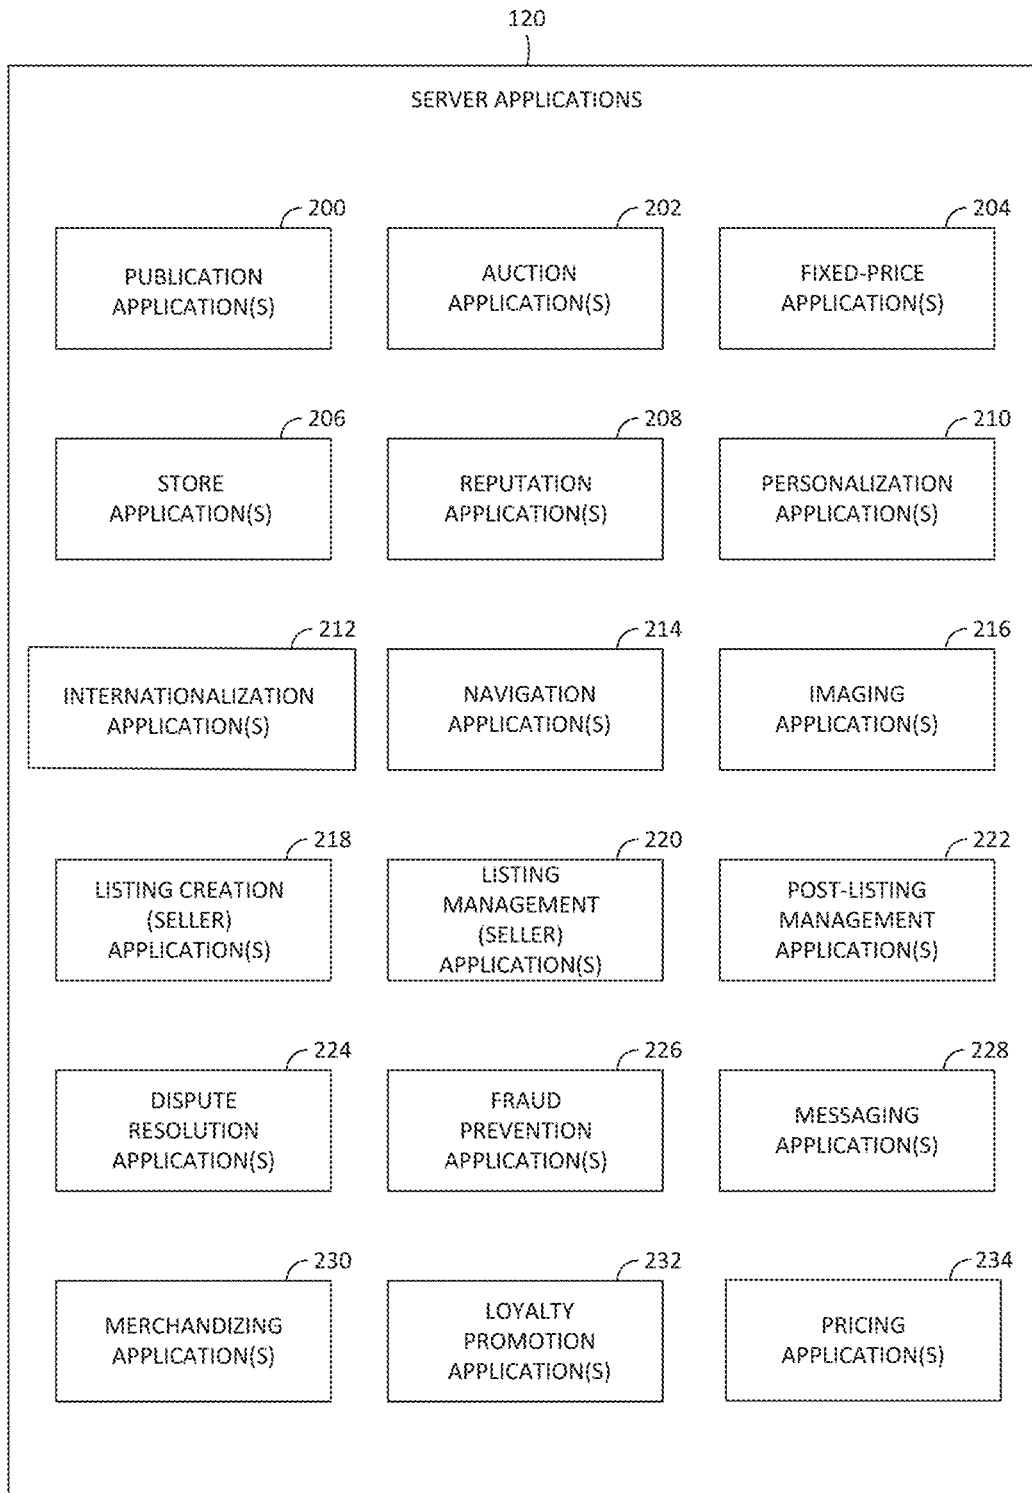 120
SERVER APPLICATIONS
200
PUBLICATION
APPLICATION(S)
202
AUCTION
APPLICATION(S)
204
FIXED-PRICE
APPLICATION(S)
206
STORE
APPLICATION(S)
208
REPUTATION
APPLICATION(S)
210
PERSONALIZATION
APPLICATION(S)
212
INTERNATIONALIZATION
APPLICATION(S)
214
NAVIGATION
APPLICATION(S)
216
IMAGING
APPLICATION(S)
218
LISTING CREATION
(SELLER)
APPLICATION(S)
220
LISTING
MANAGEMENT
(SELLER)
APPLICATION(S)
222
POST-LISTING
MANAGEMENT
APPLICATION(S)
224
DISPUTE
RESOLUTION
APPLICATION(S)
226
FRAUD
PREVENTION
APPLICATION(S)
228
MESSAGING
APPLICATION(S)
230
MERCHANDIZING
APPLICATION(S)
232
LOYALTY
PROMOTION
APPLICATION(S)
234
PRICING
APPLICATION(S)